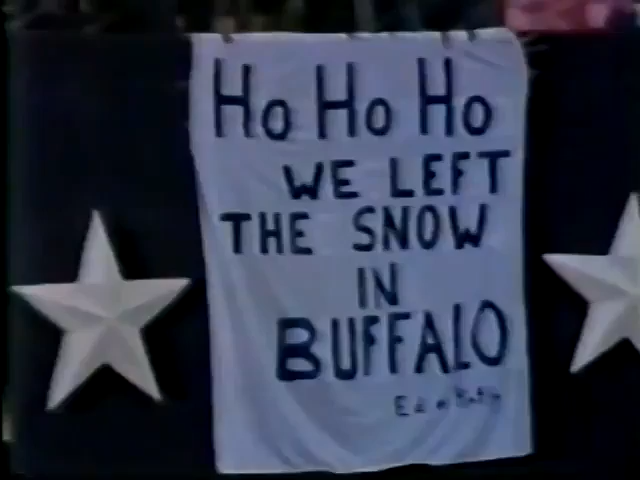 Ho Ho Ho
WE LEFT
THE SNOW
IN
BUFFALO